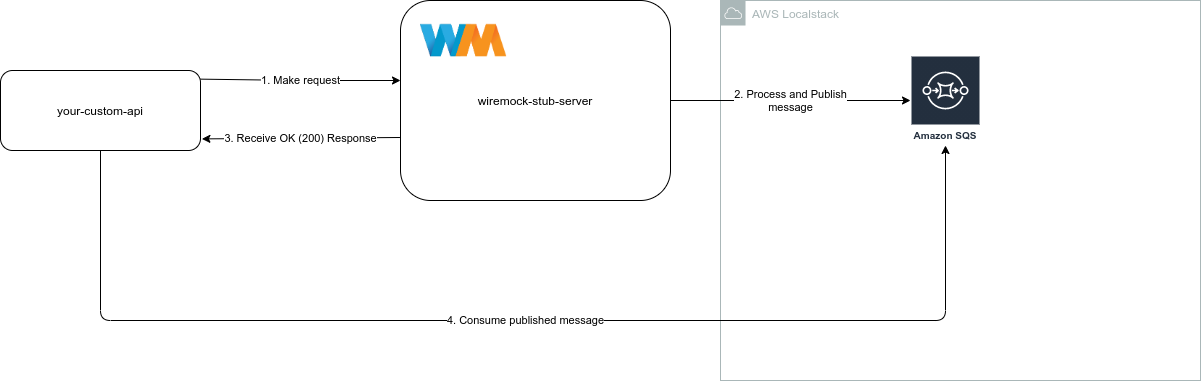 AWS Localstack
WM
1. Make request
your-custom-api
wiremock-stub-server
2. Process and Publish
message
3. Receive OK (200) Response
Amazon SQS
4. Consume published message